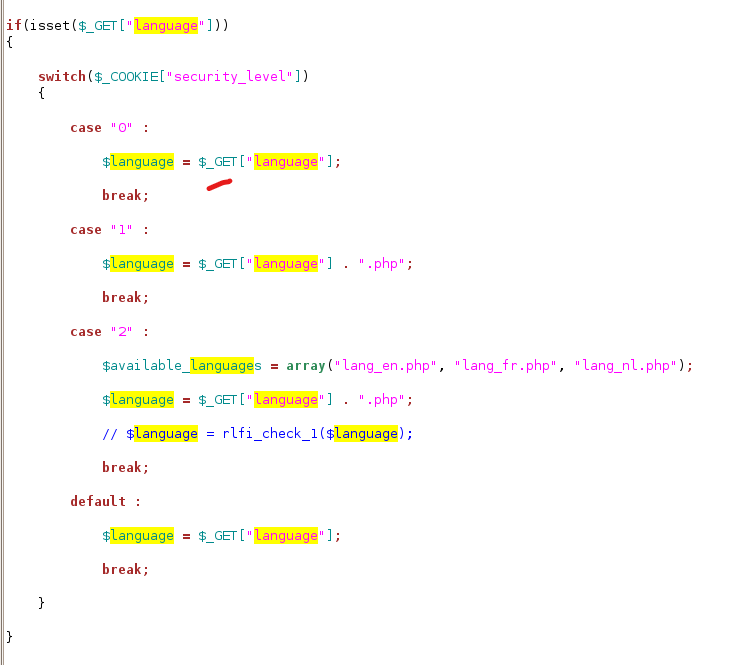 if(isset($_GET["language"]))
{
switch($_COOKIE["security_level"])
{
case "0" :
$language = $_GET["language"];
break;
case "1" :
$language = $_GET["language"] . ".php";
break;
case "2" :
$available_languages = array("lang_en.php", "lang_fr.php", "lang_nl.php");
$language = $_GET["language"] . ".php";
// $language = rlfi_check_1($language);
break;
default :
$language = $_GET["language"];
break;
}
}